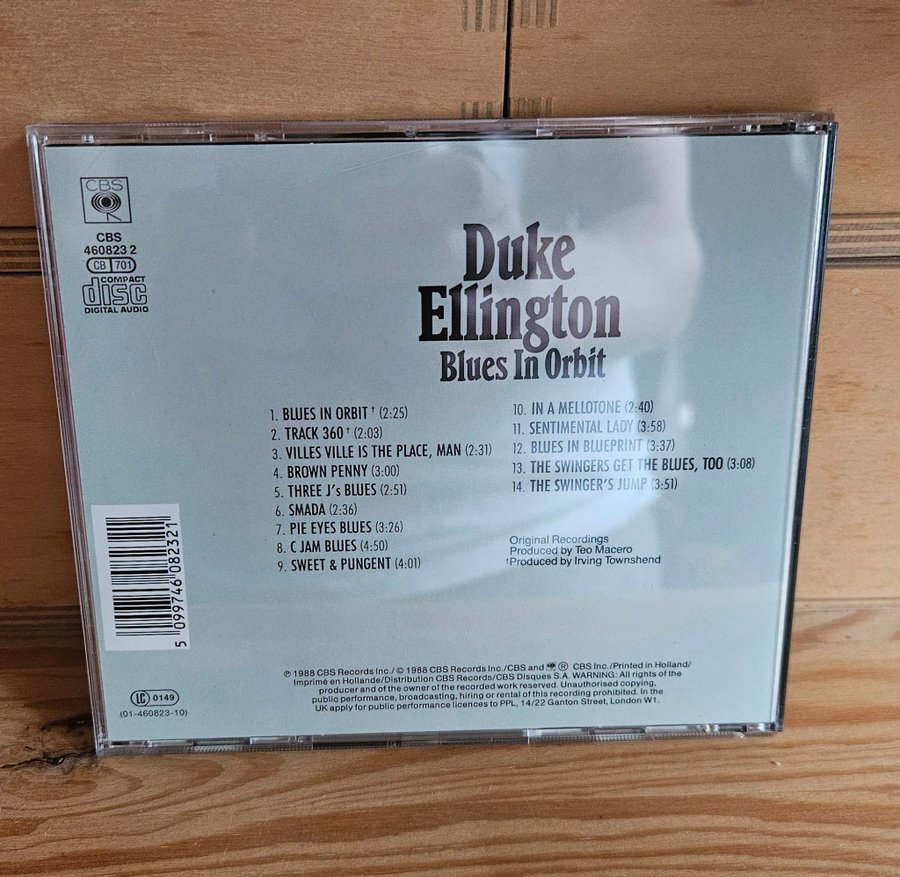 CBS
CBS
460823 2
CB 701
COMPACT
disc
DIGITAL AUDIO
Duke
Ellington
Blues In Orbit
1. BLUES IN ORBIT † (2:25)
2. TRACK 360 † (2:03)
3. VILLES VILLE IS THE PLACE, MAN (2:31)
4. BROWN PENNY (3:00)
5. THREE J's BLUES (2:51)
6. SMADA (2:36)
7. PIE EYES BLUES (3:26)
8. C JAM BLUES (4:50)
9. SWEET & PUNGENT (4:01)
10. IN A MELLOTONE (2:40)
11. SENTIMENTAL LADY (3:58)
12. BLUES IN BLUEPRINT (3:37)
13. THE SWINGERS GET THE BLUES, TOO (3:08)
14. THE SWINGER'S JUMP (3:51)
Original Recordings
Produced by Teo Macero
†Produced by Irving Townshend
5 099746 082321
℗ 1988 CBS Records Inc./© 1988 CBS Records Inc./CBS and ® CBS Inc./Printed in Holland/
Imprimé en Hollande/Distribution CBS Records/CBS Disques S.A. WARNING: All rights of the
producer and of the owner of the recorded work reserved. Unauthorised copying,
public performance, broadcasting, hiring or rental of this recording prohibited. In the
UK apply for public performance licences to PPL, 14/22 Ganton Street, London W1.
LC 0149
(01-460823-10)